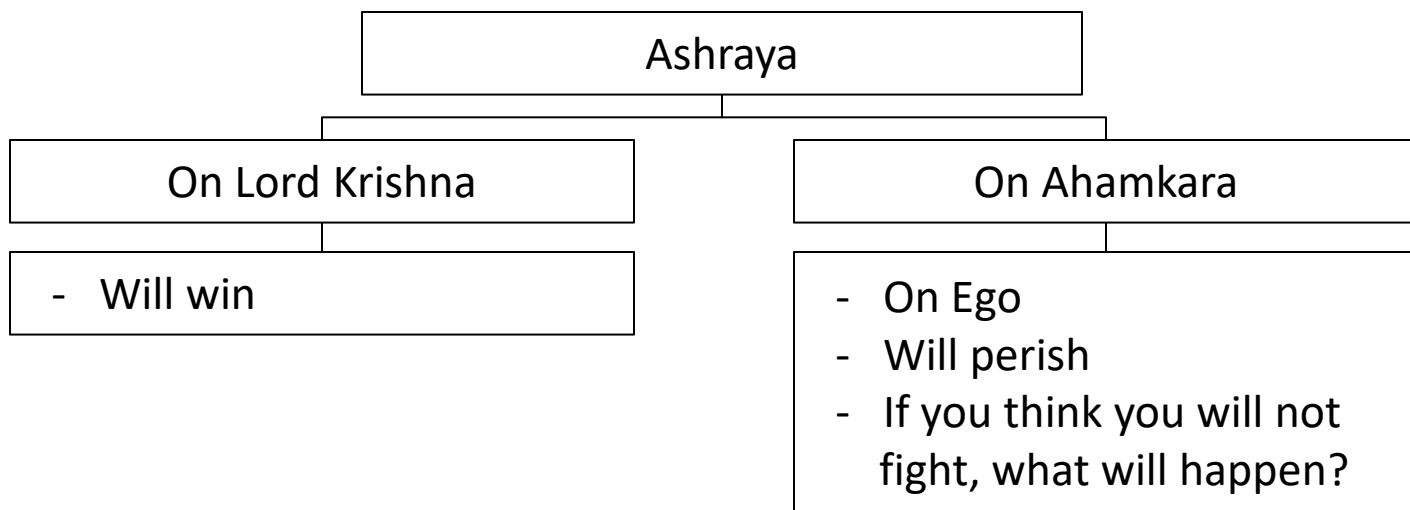 Ashraya
On Lord Krishna
- Will win
On Ahamkara
- On Ego
- Will perish
- If you think you will not
fight, what will happen?